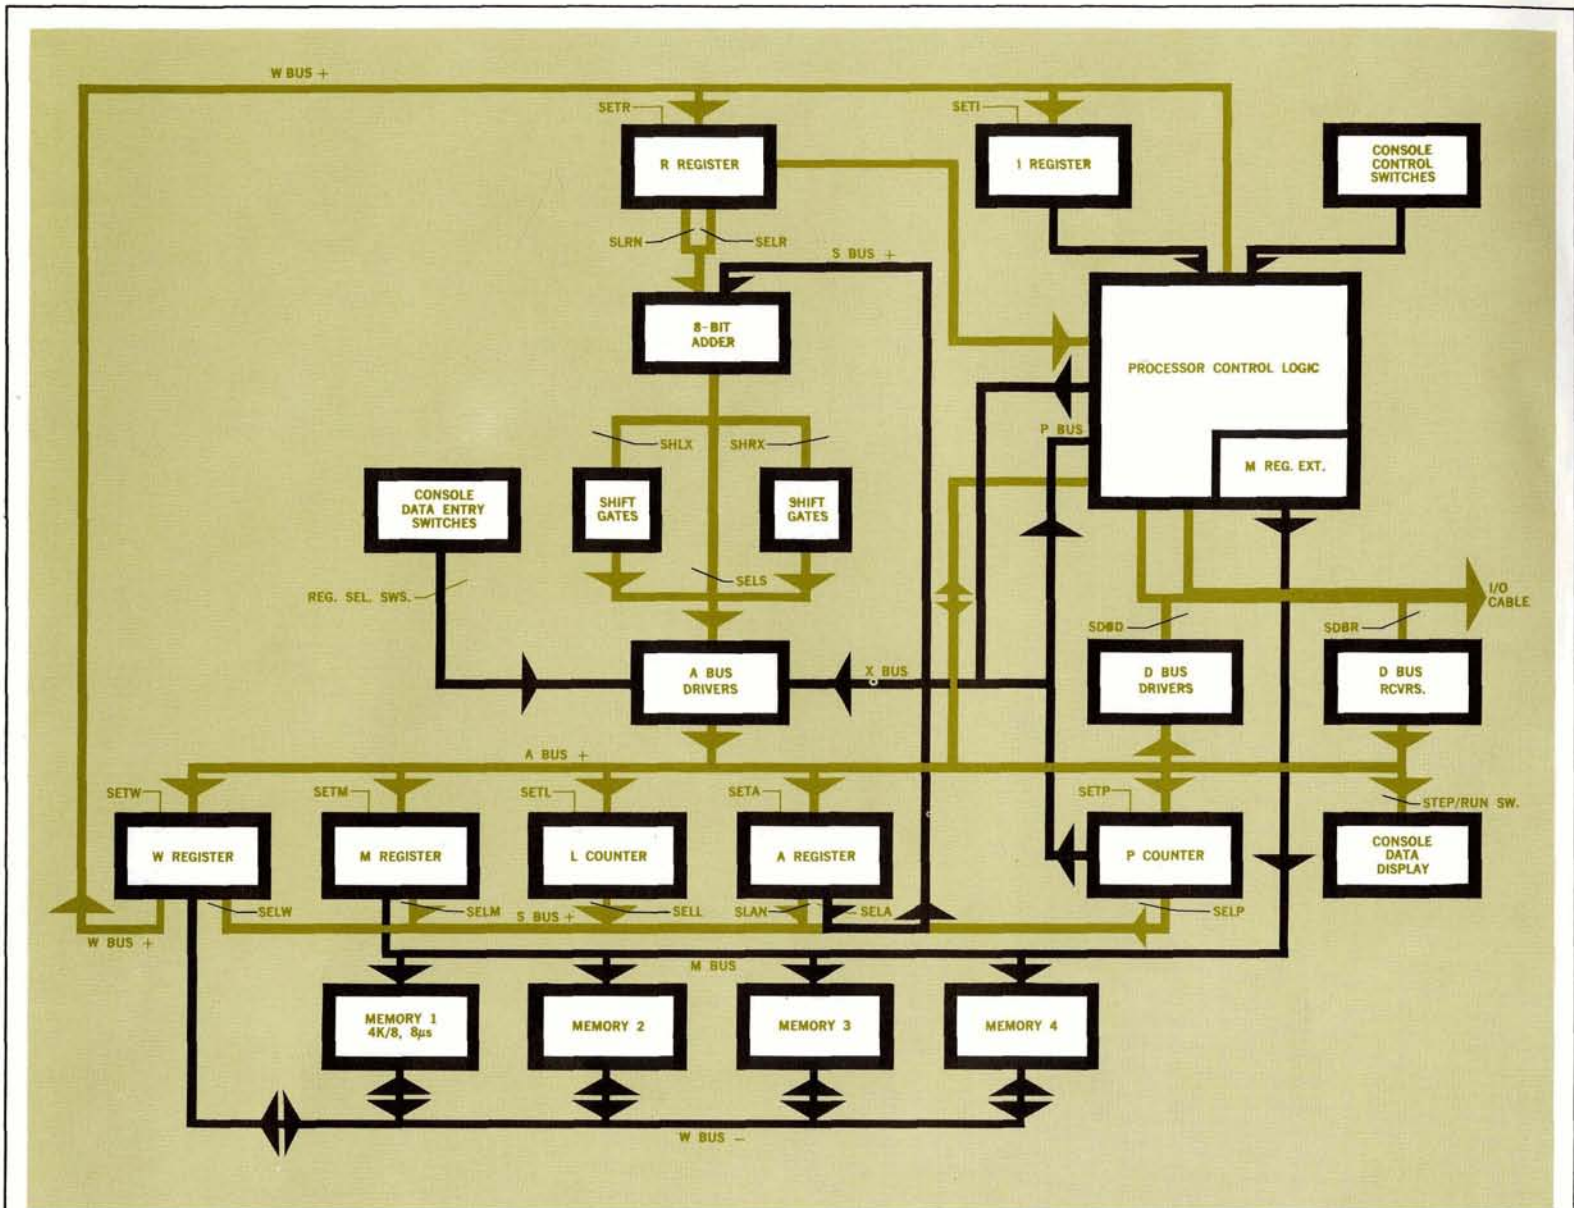 W BUS +
SETR
SETI
R REGISTER
I REGISTER
CONSOLE
CONTROL
SWITCHES
SLRN
SELR
S BUS +
8-BIT
ADDER
PROCESSOR CONTROL LOGIC
P BUS
SHLX
SHRX
M REG. EXT.
CONSOLE
DATA ENTRY
SWITCHES
SHIFT
GATES
SHIFT
GATES
REG. SEL. SWS.
SELS
I/O
CABLE
SDBD
SDBR
X BUS
A BUS
DRIVERS
D BUS
DRIVERS
D BUS
RCVRS.
A BUS +
SETW
SETM
SETL
SETA
SETP
STEP/RUN SW.
W REGISTER
M REGISTER
L COUNTER
A REGISTER
P COUNTER
CONSOLE
DATA
DISPLAY
SELW
SELM
S BUS +
SELL
SLAN
SELA
SELP
W BUS +
M BUS
MEMORY 1
4K/8, 8μs
MEMORY 2
MEMORY 3
MEMORY 4
W BUS −